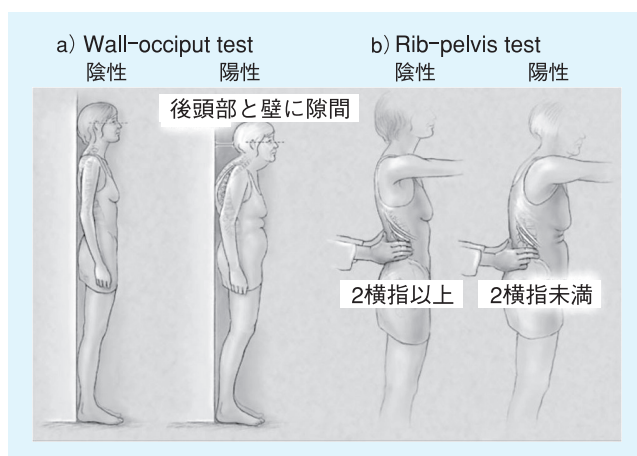 a) Wall-occiput test
陰性
陽性
後頭部と壁に隙間
b) Rib-pelvis test
陰性
陽性
2横指以上
2横指未満